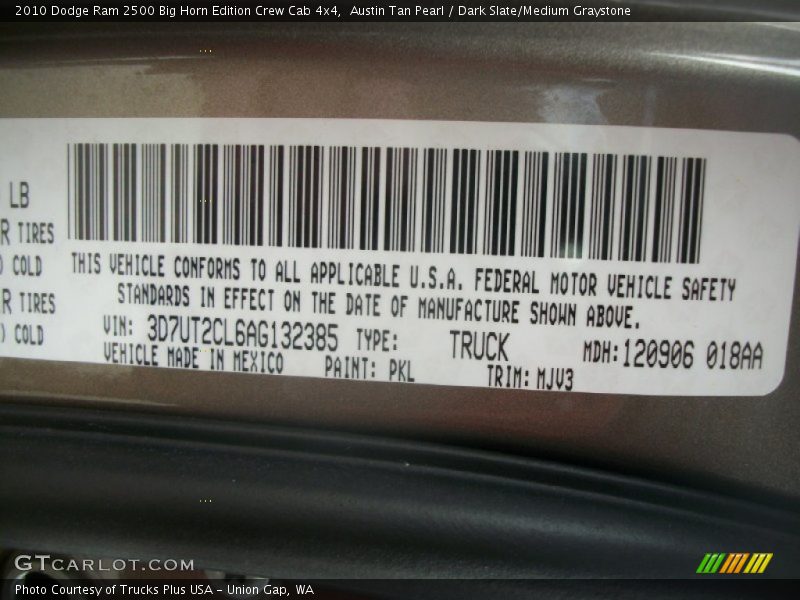 2010 Dodge Ram 2500 Big Horn Edition Crew Cab 4x4, Austin Tan Pearl / Dark Slate/Medium Graystone
LB
R TIRES
) COLD
R TIRES
) COLD
THIS VEHICLE CONFORMS TO ALL APPLICABLE U.S.A. FEDERAL MOTOR VEHICLE SAFETY
STANDARDS IN EFFECT ON THE DATE OF MANUFACTURE SHOWN ABOVE.
VIN: 3D7UT2CL6AG132385 TYPE: TRUCK MDH:120906 018AA
VEHICLE MADE IN MEXICO PAINT: PKL TRIM: MJV3
GTCARLOT.COM
Photo Courtesy of Trucks Plus USA - Union Gap, WA